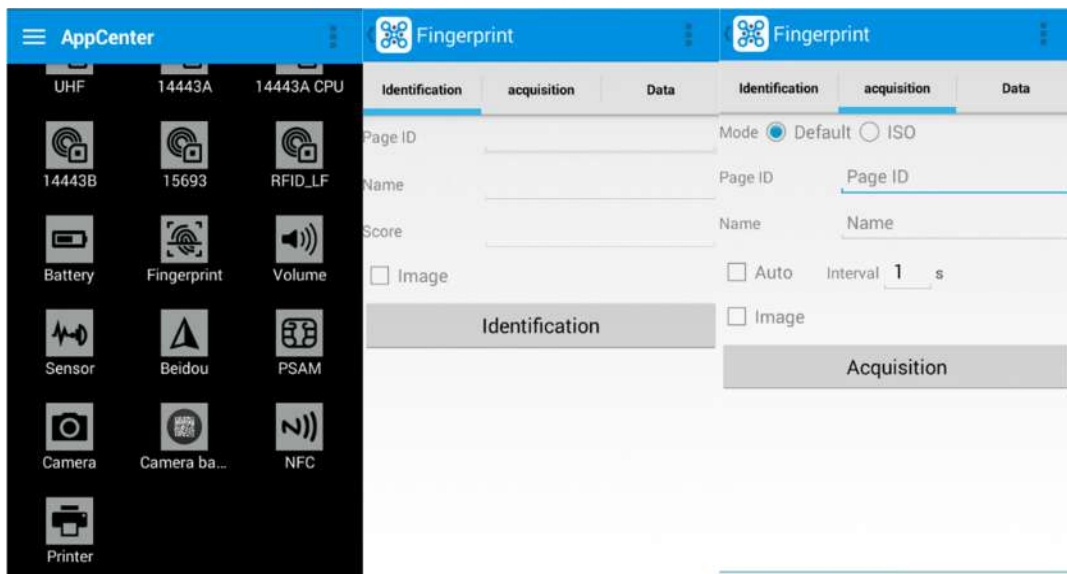 AppCenter
UHF
14443A
14443A CPU
14443B
15693
RFID_LF
Battery
Fingerprint
Volume
Sensor
Beidou
PSAM
Camera
Camera ba...
NFC
Printer
Fingerprint
Identification
acquisition
Data
Page ID
Name
Score
Image
Identification
Fingerprint
Identification
acquisition
Data
Mode Default ISO
Page ID Page ID
Name Name
Auto Interval 1 s
Image
Acquisition